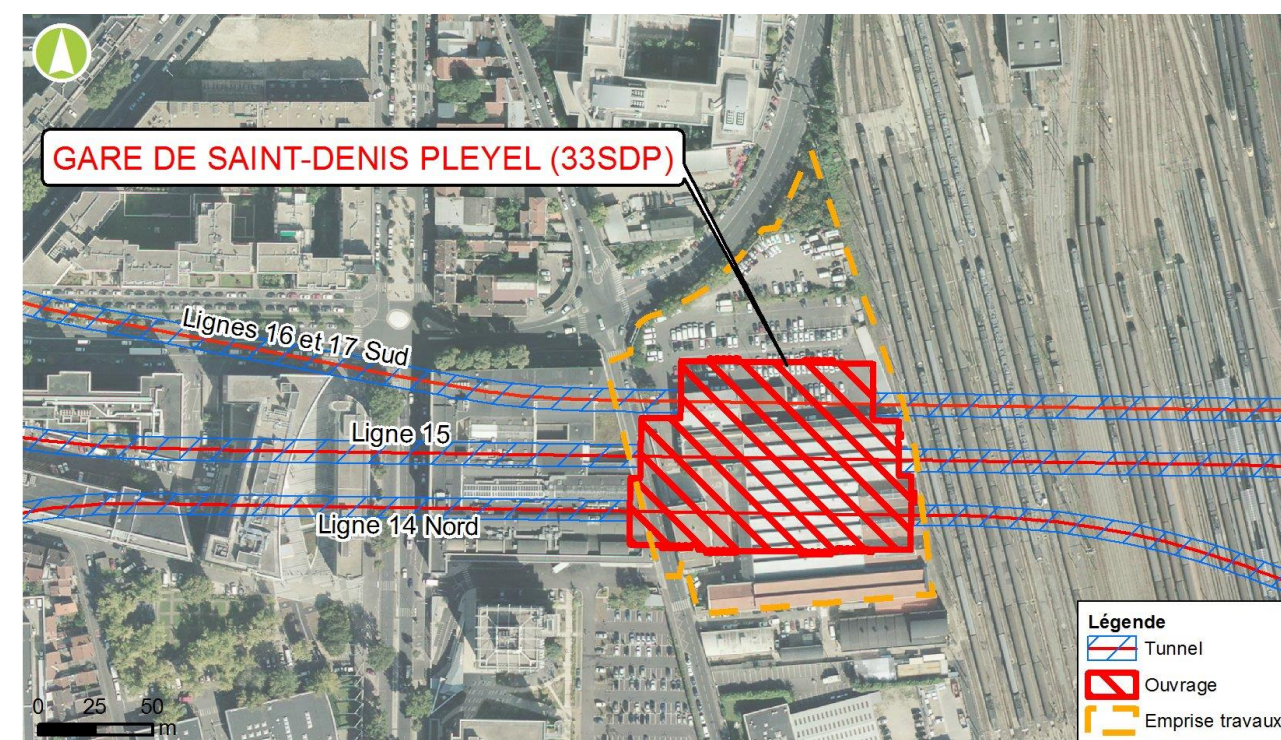 GARE DE SAINT-DENIS PLEYEL (33SDP)
Lignes 16 et 17 Sud
Ligne 15
Ligne 14 Nord
0 25 50
m
Légende
Tunnel
Ouvrage
Emprise travaux